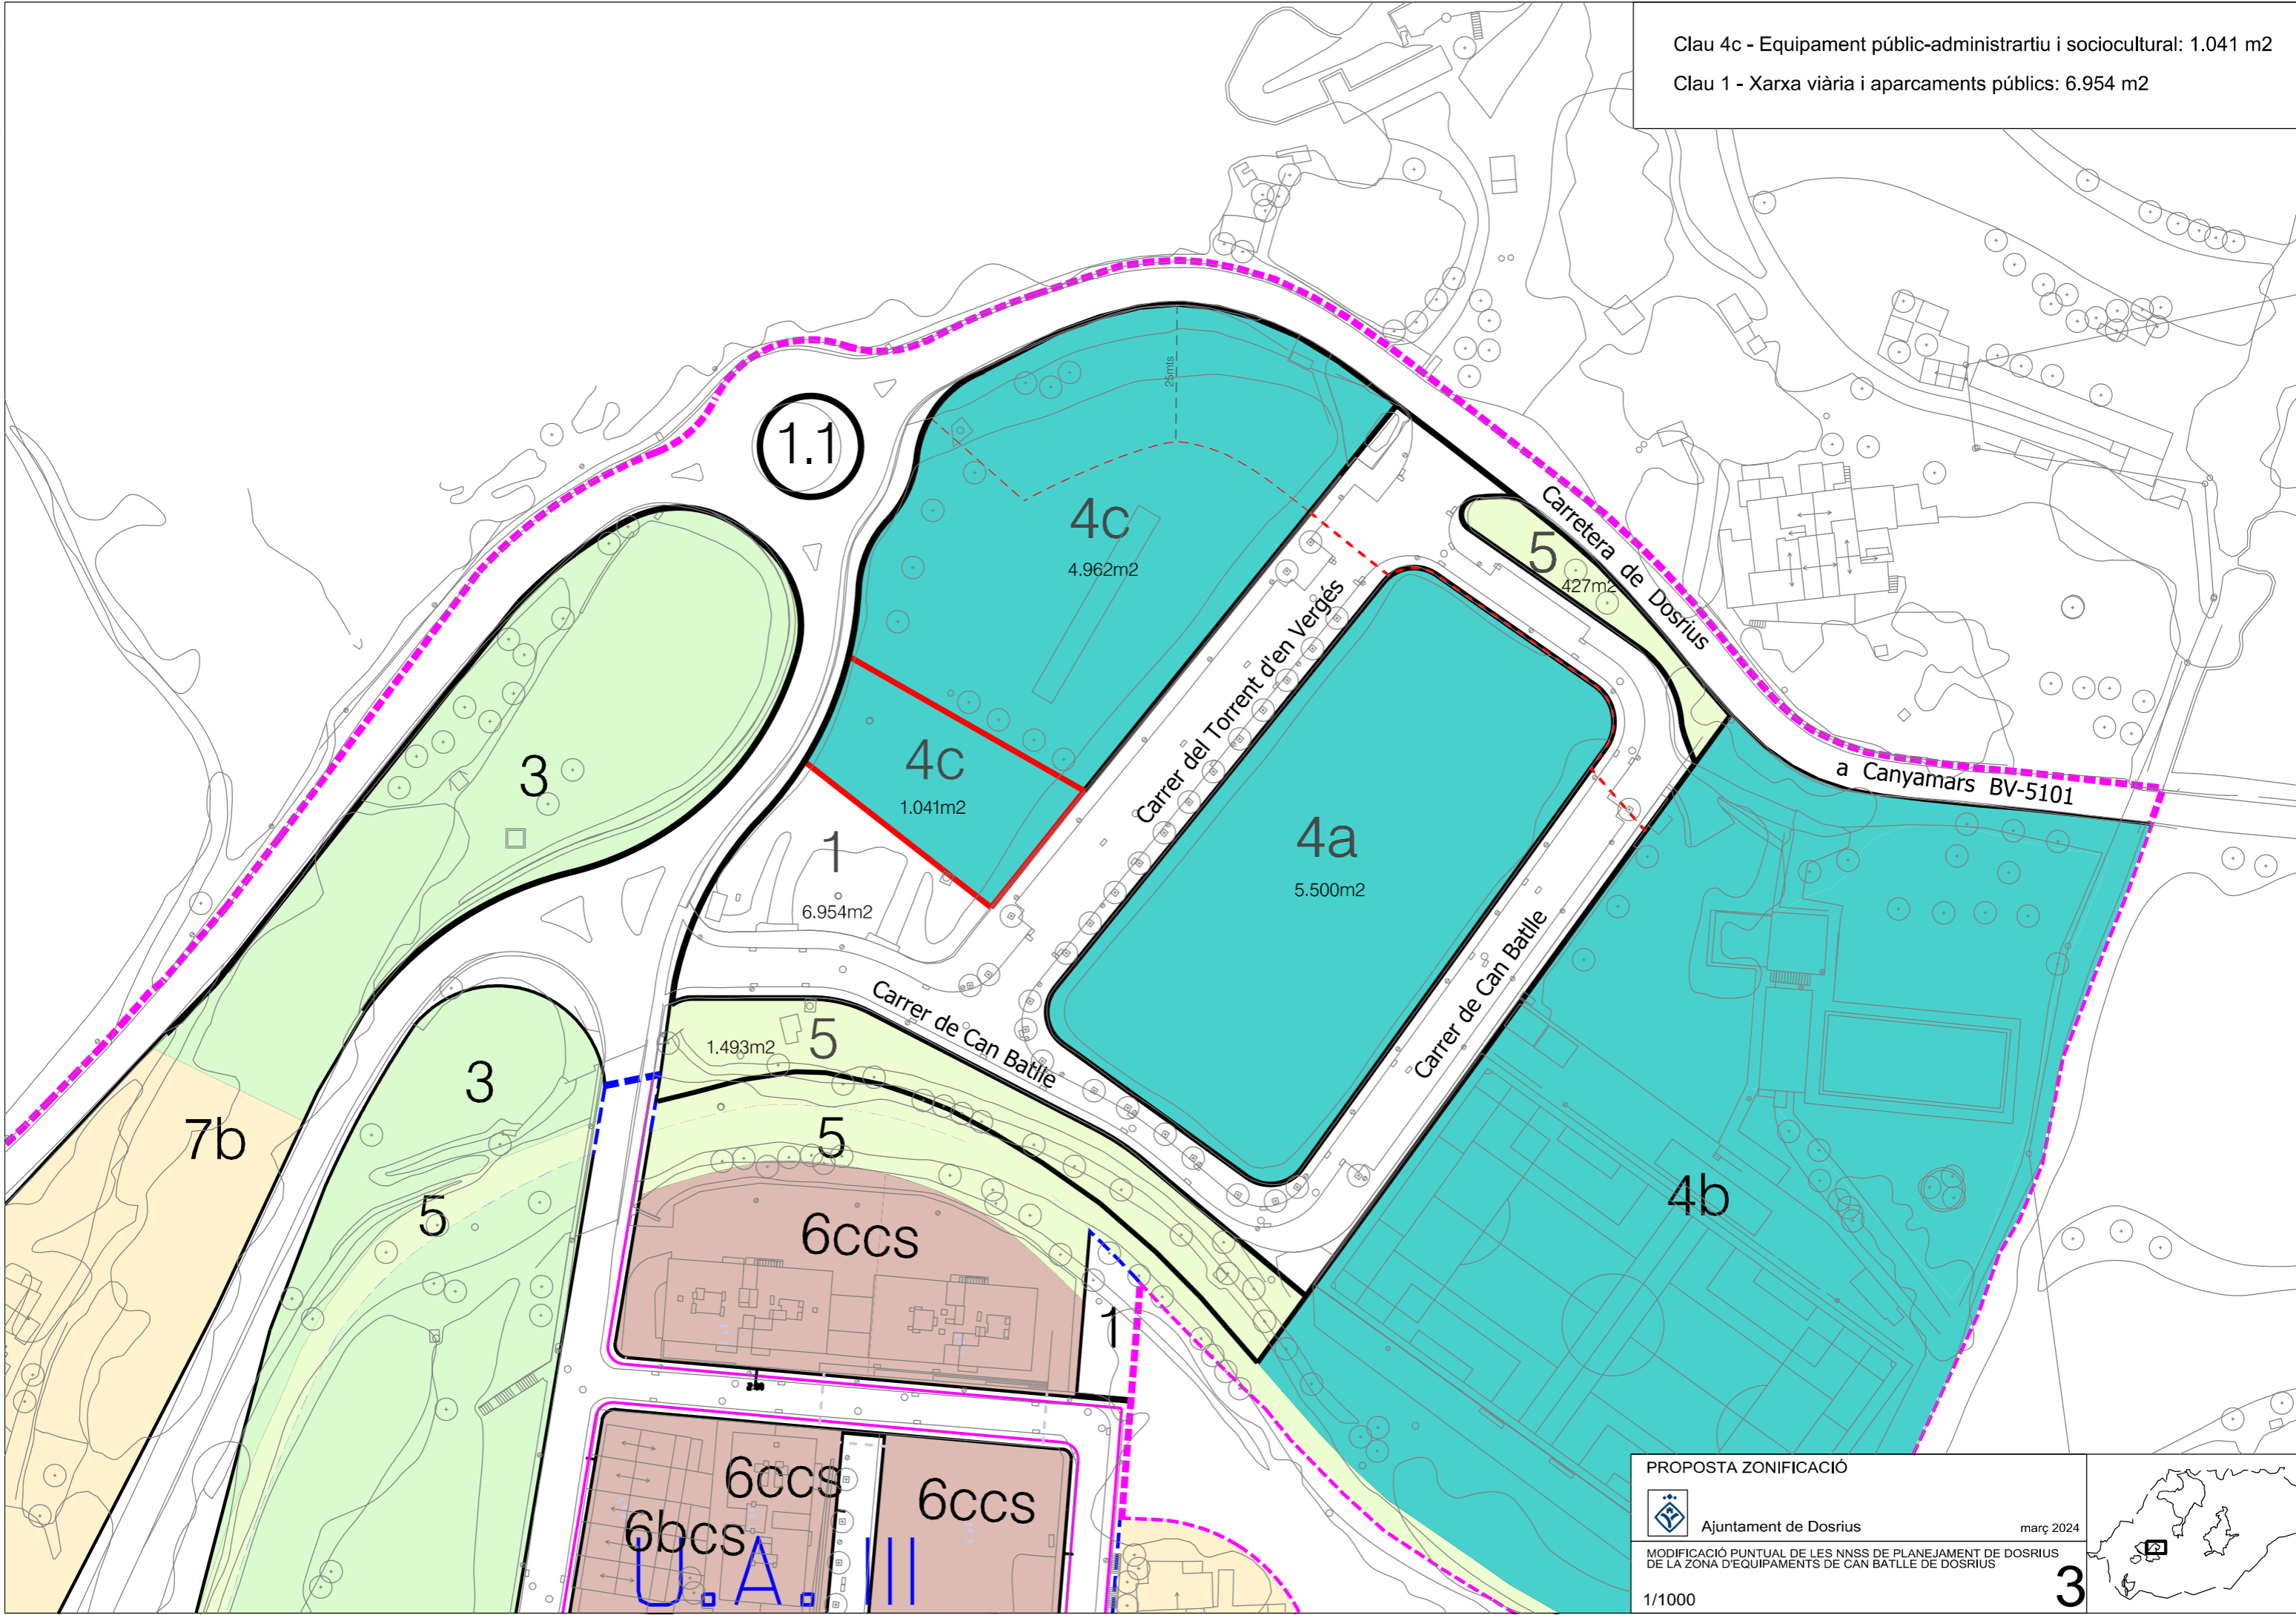 Clau 4c - Equipament públic-administrartiu i sociocultural: 1.041 m2
Clau 1 - Xarxa viària i aparcaments públics: 6.954 m2
1.1
25mts
4c
4.962m2
5
427m2
Carretera de Dosrius
a Canyamars BV-5101
Carrer del Torrent d'en Vergés
3
4c
1.041m2
1
6.954m2
4a
5.500m2
Carrer de Can Batlle
Carrer de Can Batlle
5
1.493m2
3
7b
5
5
4b
6ccs
1
6ccs
6ccs
6bcs
U.A. III
PROPOSTA ZONIFICACIÓ
Ajuntament de Dosrius
març 2024
MODIFICACIÓ PUNTUAL DE LES NNSS DE PLANEJAMENT DE DOSRIUS
DE LA ZONA D'EQUIPAMENTS DE CAN BATLLE DE DOSRIUS
1/1000
3